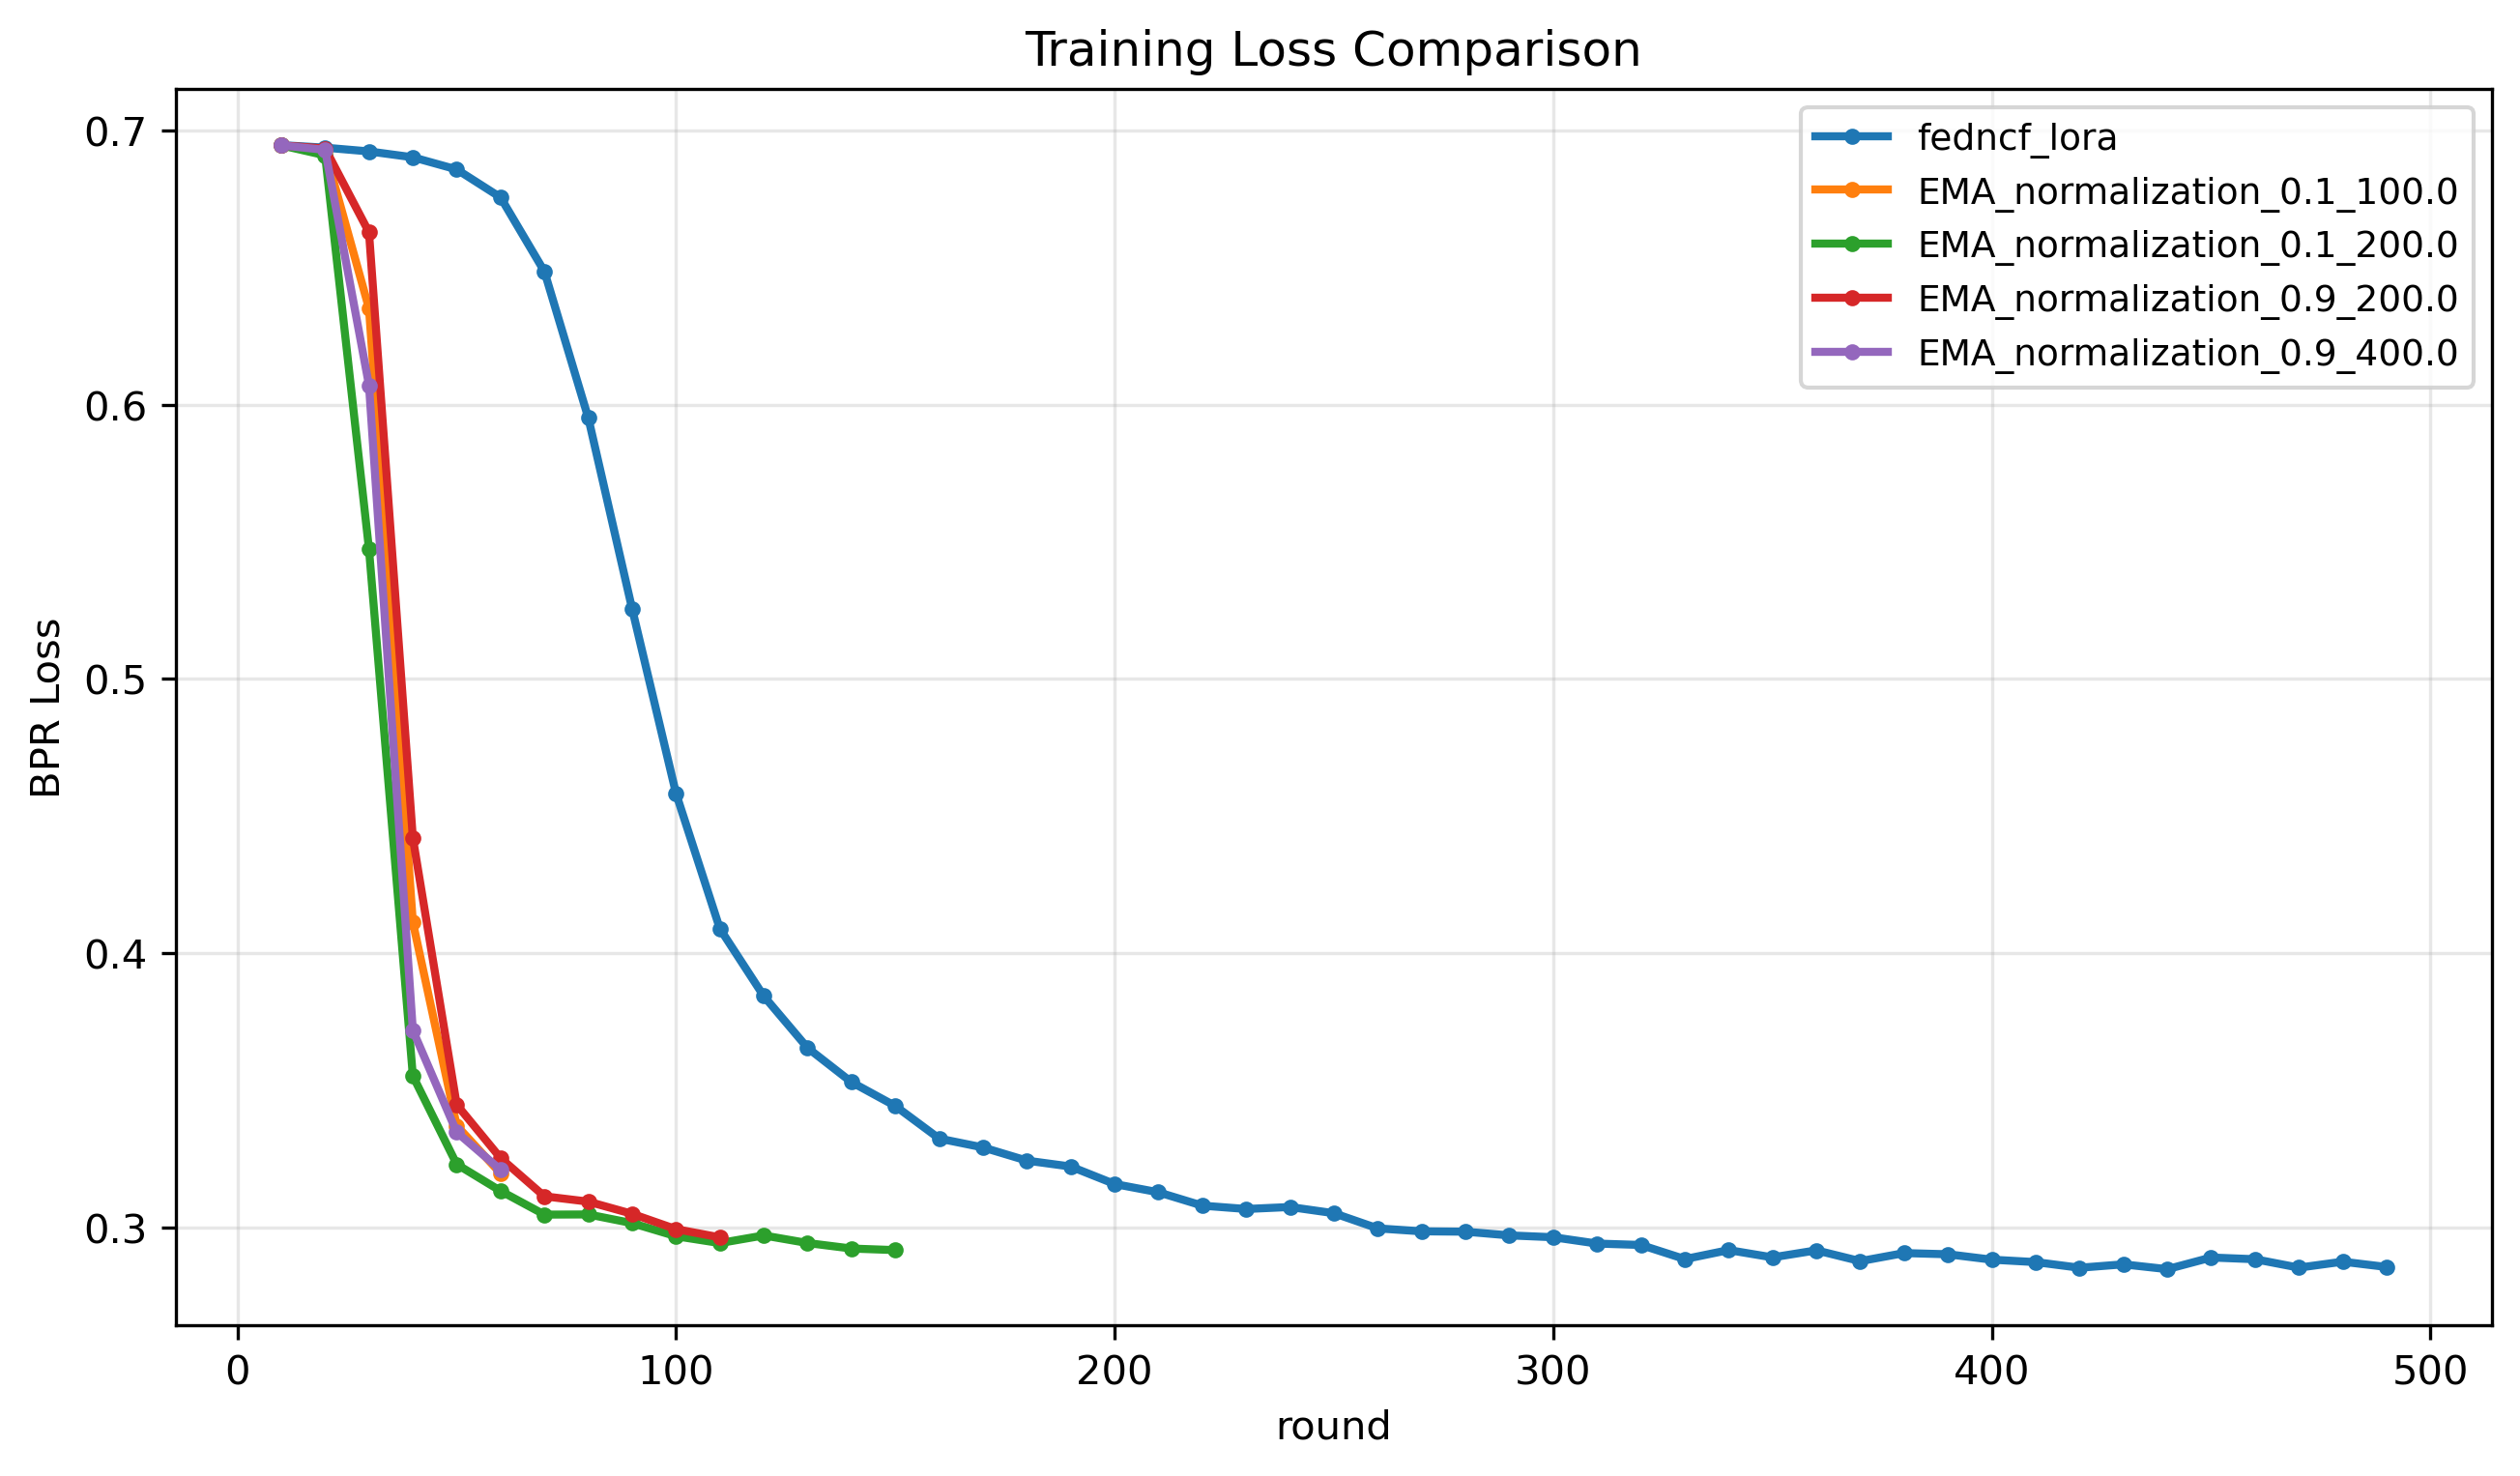 Training Loss Comparison
fedncf_lora
EMA_normalization_0.1_100.0
EMA_normalization_0.1_200.0
EMA_normalization_0.9_200.0
EMA_normalization_0.9_400.0
BPR Loss
0.7
0.6
0.5
0.4
0.3
0 100 200 300 400 500
round